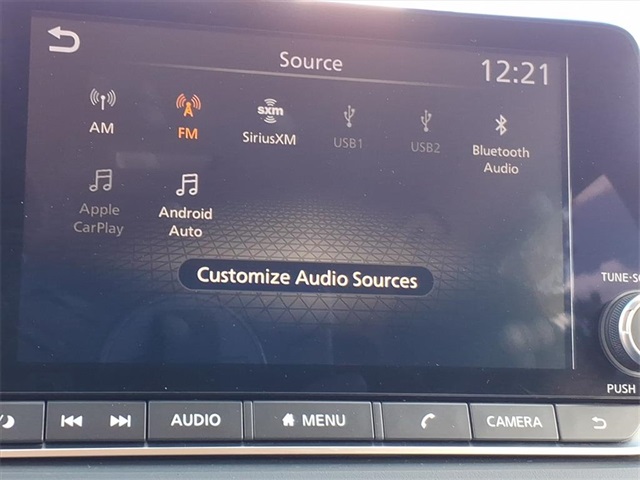 Source
12:21
AM
FM
sxm
SiriusXM
USB1
USB2
Bluetooth
Audio
Apple
CarPlay
Android
Auto
Customize Audio Sources
TUNE-SC
PUSH
AUDIO
MENU
CAMERA